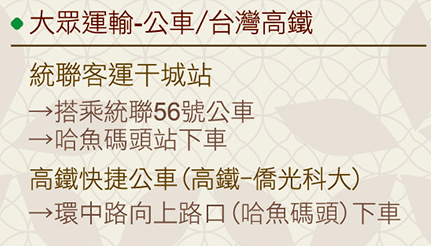 大眾運輸-公車/台灣高鐵
統聯客運干城站
→搭乘統聯56號公車
→哈魚碼頭站下車
高鐵快捷公車(高鐵-僑光科大)
→環中路向上路口(哈魚碼頭)下車